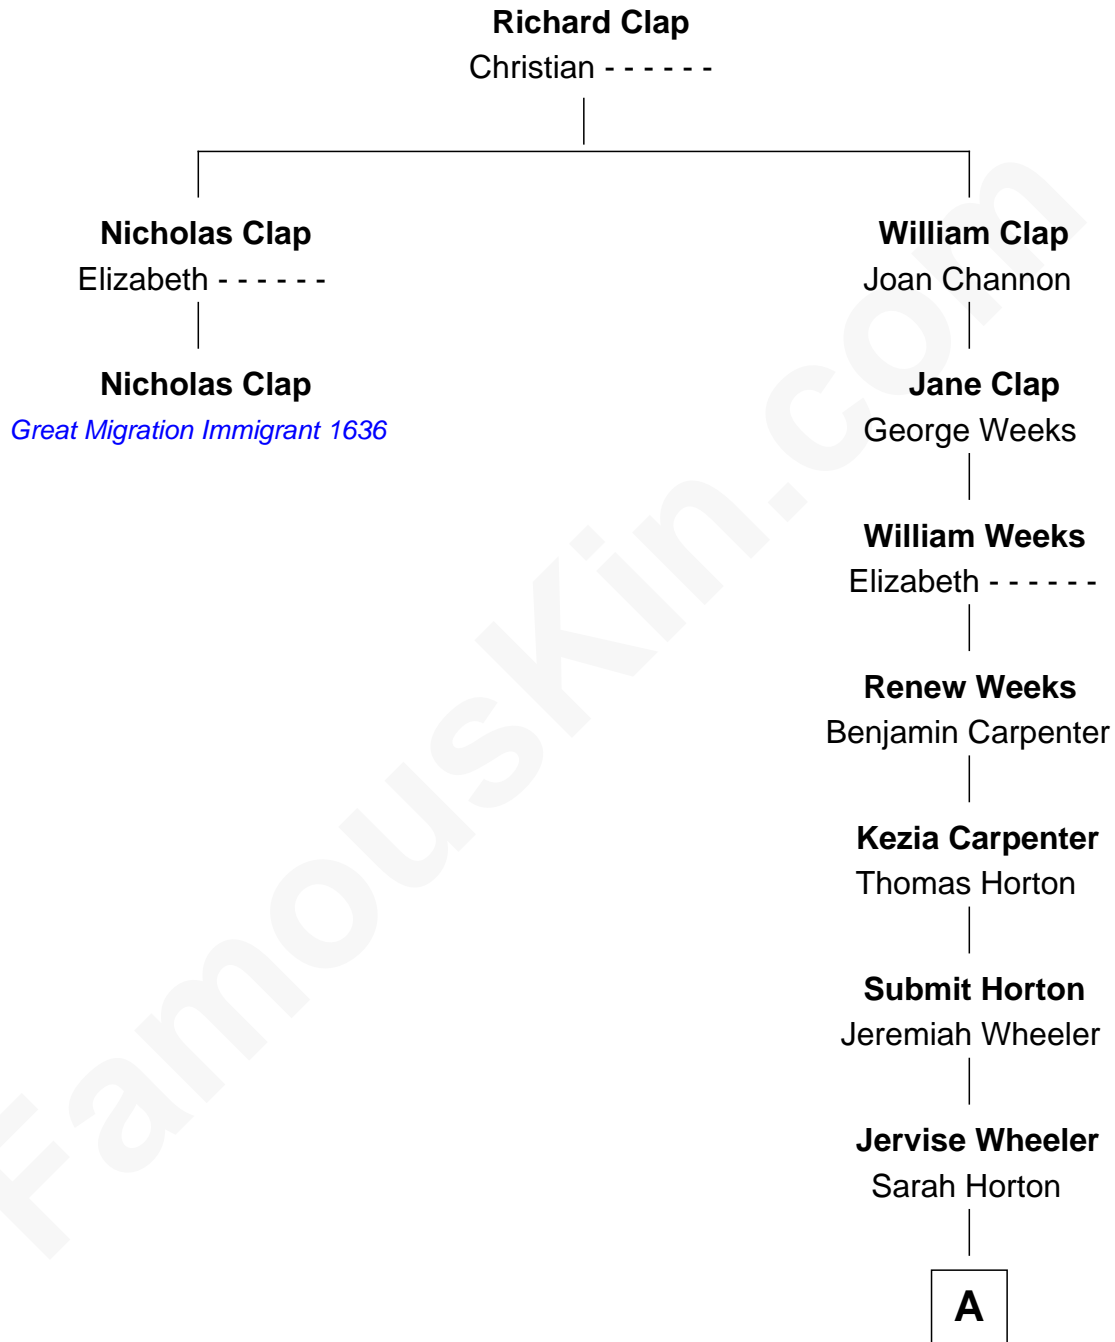 Richard Clap
Christian - - - - - -
Nicholas Clap
Elizabeth - - - - - -
Nicholas Clap
Great Migration Immigrant 1636
William Clap
Joan Channon
Jane Clap
George Weeks
William Weeks
Elizabeth - - - - - -
Renew Weeks
Benjamin Carpenter
Kezia Carpenter
Thomas Horton
Submit Horton
Jeremiah Wheeler
Jervise Wheeler
Sarah Horton
A
FamousKin.com